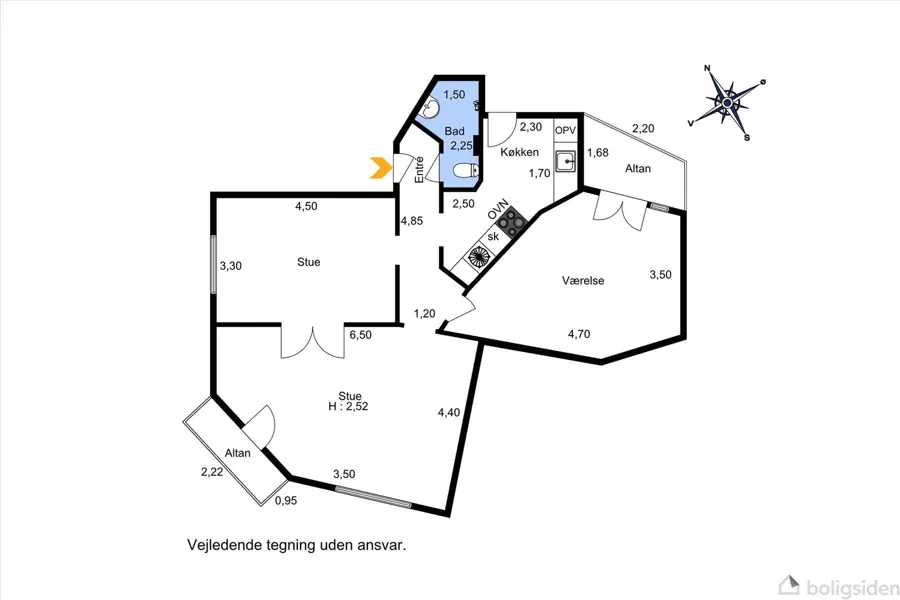 N
Ø
V
S
1,50
Bad
2,25
Entré
2,30
OPV
Køkken
1,70
2,20
1,68
Altan
4,50
4,85
2,50
OVN
sk
3,30
Stue
Værelse
3,50
1,20
4,70
6,50
Stue
H : 2,52
4,40
Altan
2,22
3,50
0,95
Vejledende tegning uden ansvar.
boligsiden